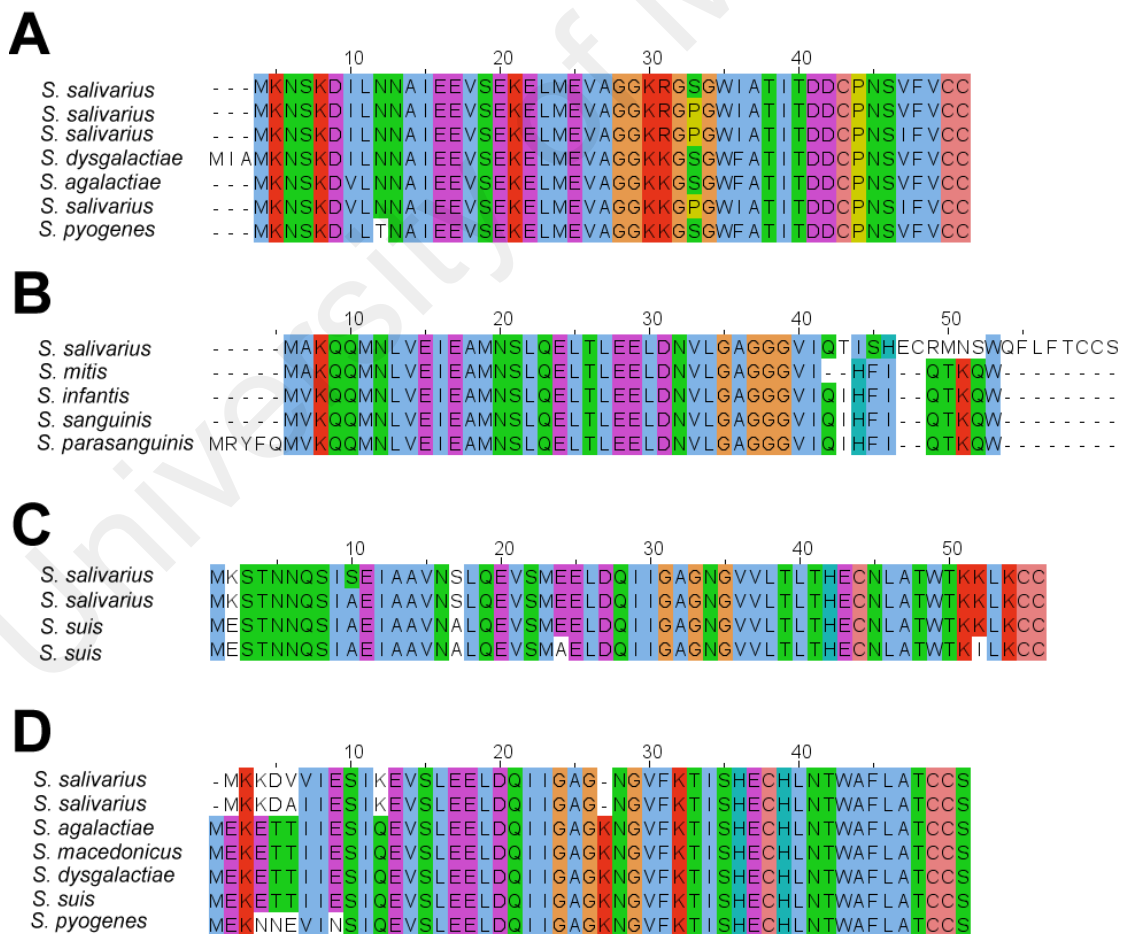 University of M
A
10 20 30 40
S. salivarius ---MKNSKDILNNAIEEVSEKELMEVAGGKRGSGWIATITDDCPNSVFVCC
S. salivarius ---MKNSKDILNNAIEEVSEKELMEVAGGKRGPGWIATITDDCPNSVFVCC
S. salivarius ---MKNSKDILNNAIEEVSEKELMEVAGGKRGPGWIATITDDCPNSIFVCC
S. dysgalactiae MIAMKNSKDILNNAIEEVSEKELMEVAGGKKGSGWFATITDDCPNSVFVCC
S. agalactiae ---MKNSKDVLNNAIEEVSEKELMEVAGGKKGSGWFATITDDCPNSVFVCC
S. salivarius ---MKNSKDVLNNAIEEVSEKELMEVAGGKKGPGWIATITDDCPNSIFVCC
S. pyogenes ---MKNSKDILTNAIEEVSEKELMEVAGGKKGSGWFATITDDCPNSVFVCC
B
10 20 30 40 50
S. salivarius -----MAKQQMNLVEIEAMNSLQELTLEELDNVLGAGGGVIQTISHECRMNSWQFLFTCCS
S. mitis -----MAKQQMNLVEIEAMNSLQELTLEELDNVLGAGGGVI--HFI--QTKQW--------
S. infantis -----MVKQQMNLVEIEAMNSLQELTLEELDNVLGAGGGVIQIHFI--QTKQW--------
S. sanguinis -----MVKQQMNLVEIEAMNSLQELTLEELDNVLGAGGGVIQIHFI--QTKQW--------
S. parasanguinis MRYFQMVKQQMNLVEIEAMNSLQELTLEELDNVLGAGGGVIQIHFI--QTKQW--------
C
10 20 30 40 50
S. salivarius MKSTNNQSISEIAAVNSLQEVSMEELDQIIGAGNGVVLTLTHECNLATWTKKLKCC
S. salivarius MKSTNNQSIAEIAAVNSLQEVSMEELDQIIGAGNGVVLTLTHECNLATWTKKLKCC
S. suis MESTNNQSIAEIAAVNALQEVSMEELDQIIGAGNGVVLTLTHECNLATWTKKLKCC
S. suis MESTNNQSIAEIAAVNALQEVSMAELDQIIGAGNGVVLTLTHECNLATWTKILKCC
D
10 20 30 40
S. salivarius -MKKDVVIESIKEVSLEELDQIIGAG-NGVFKTISHECHLNTWAFLATCCS
S. salivarius -MKKDAIIESIKEVSLEELDQIIGAG-NGVFKTISHECHLNTWAFLATCCS
S. agalactiae MEKETTIIESIQEVSLEELDQIIGAGKNGVFKTISHECHLNTWAFLATCCS
S. macedonicus MEKETTIIESIQEVSLEELDQIIGAGKNGVFKTISHECHLNTWAFLATCCS
S. dysgalactiae MEKETTIIESIQEVSLEELDQIIGAGKNGVFKTISHECHLNTWAFLATCCS
S. suis MEKETTIIESIQEVSLEELDQIIGAGKNGVFKTISHECHLNTWAFLATCCS
S. pyogenes MEKNNEVINSIQEVSLEELDQIIGAGKNGVFKTISHECHLNTWAFLATCCS